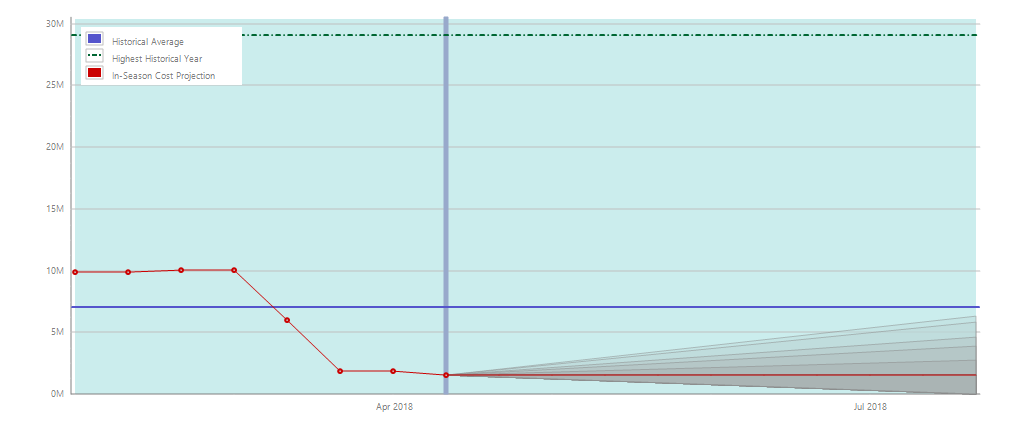 30M
Historical Average
Highest Historical Year
In-Season Cost Projection
25M
20M
15M
10M
5M
0M
Apr 2018 Jul 2018